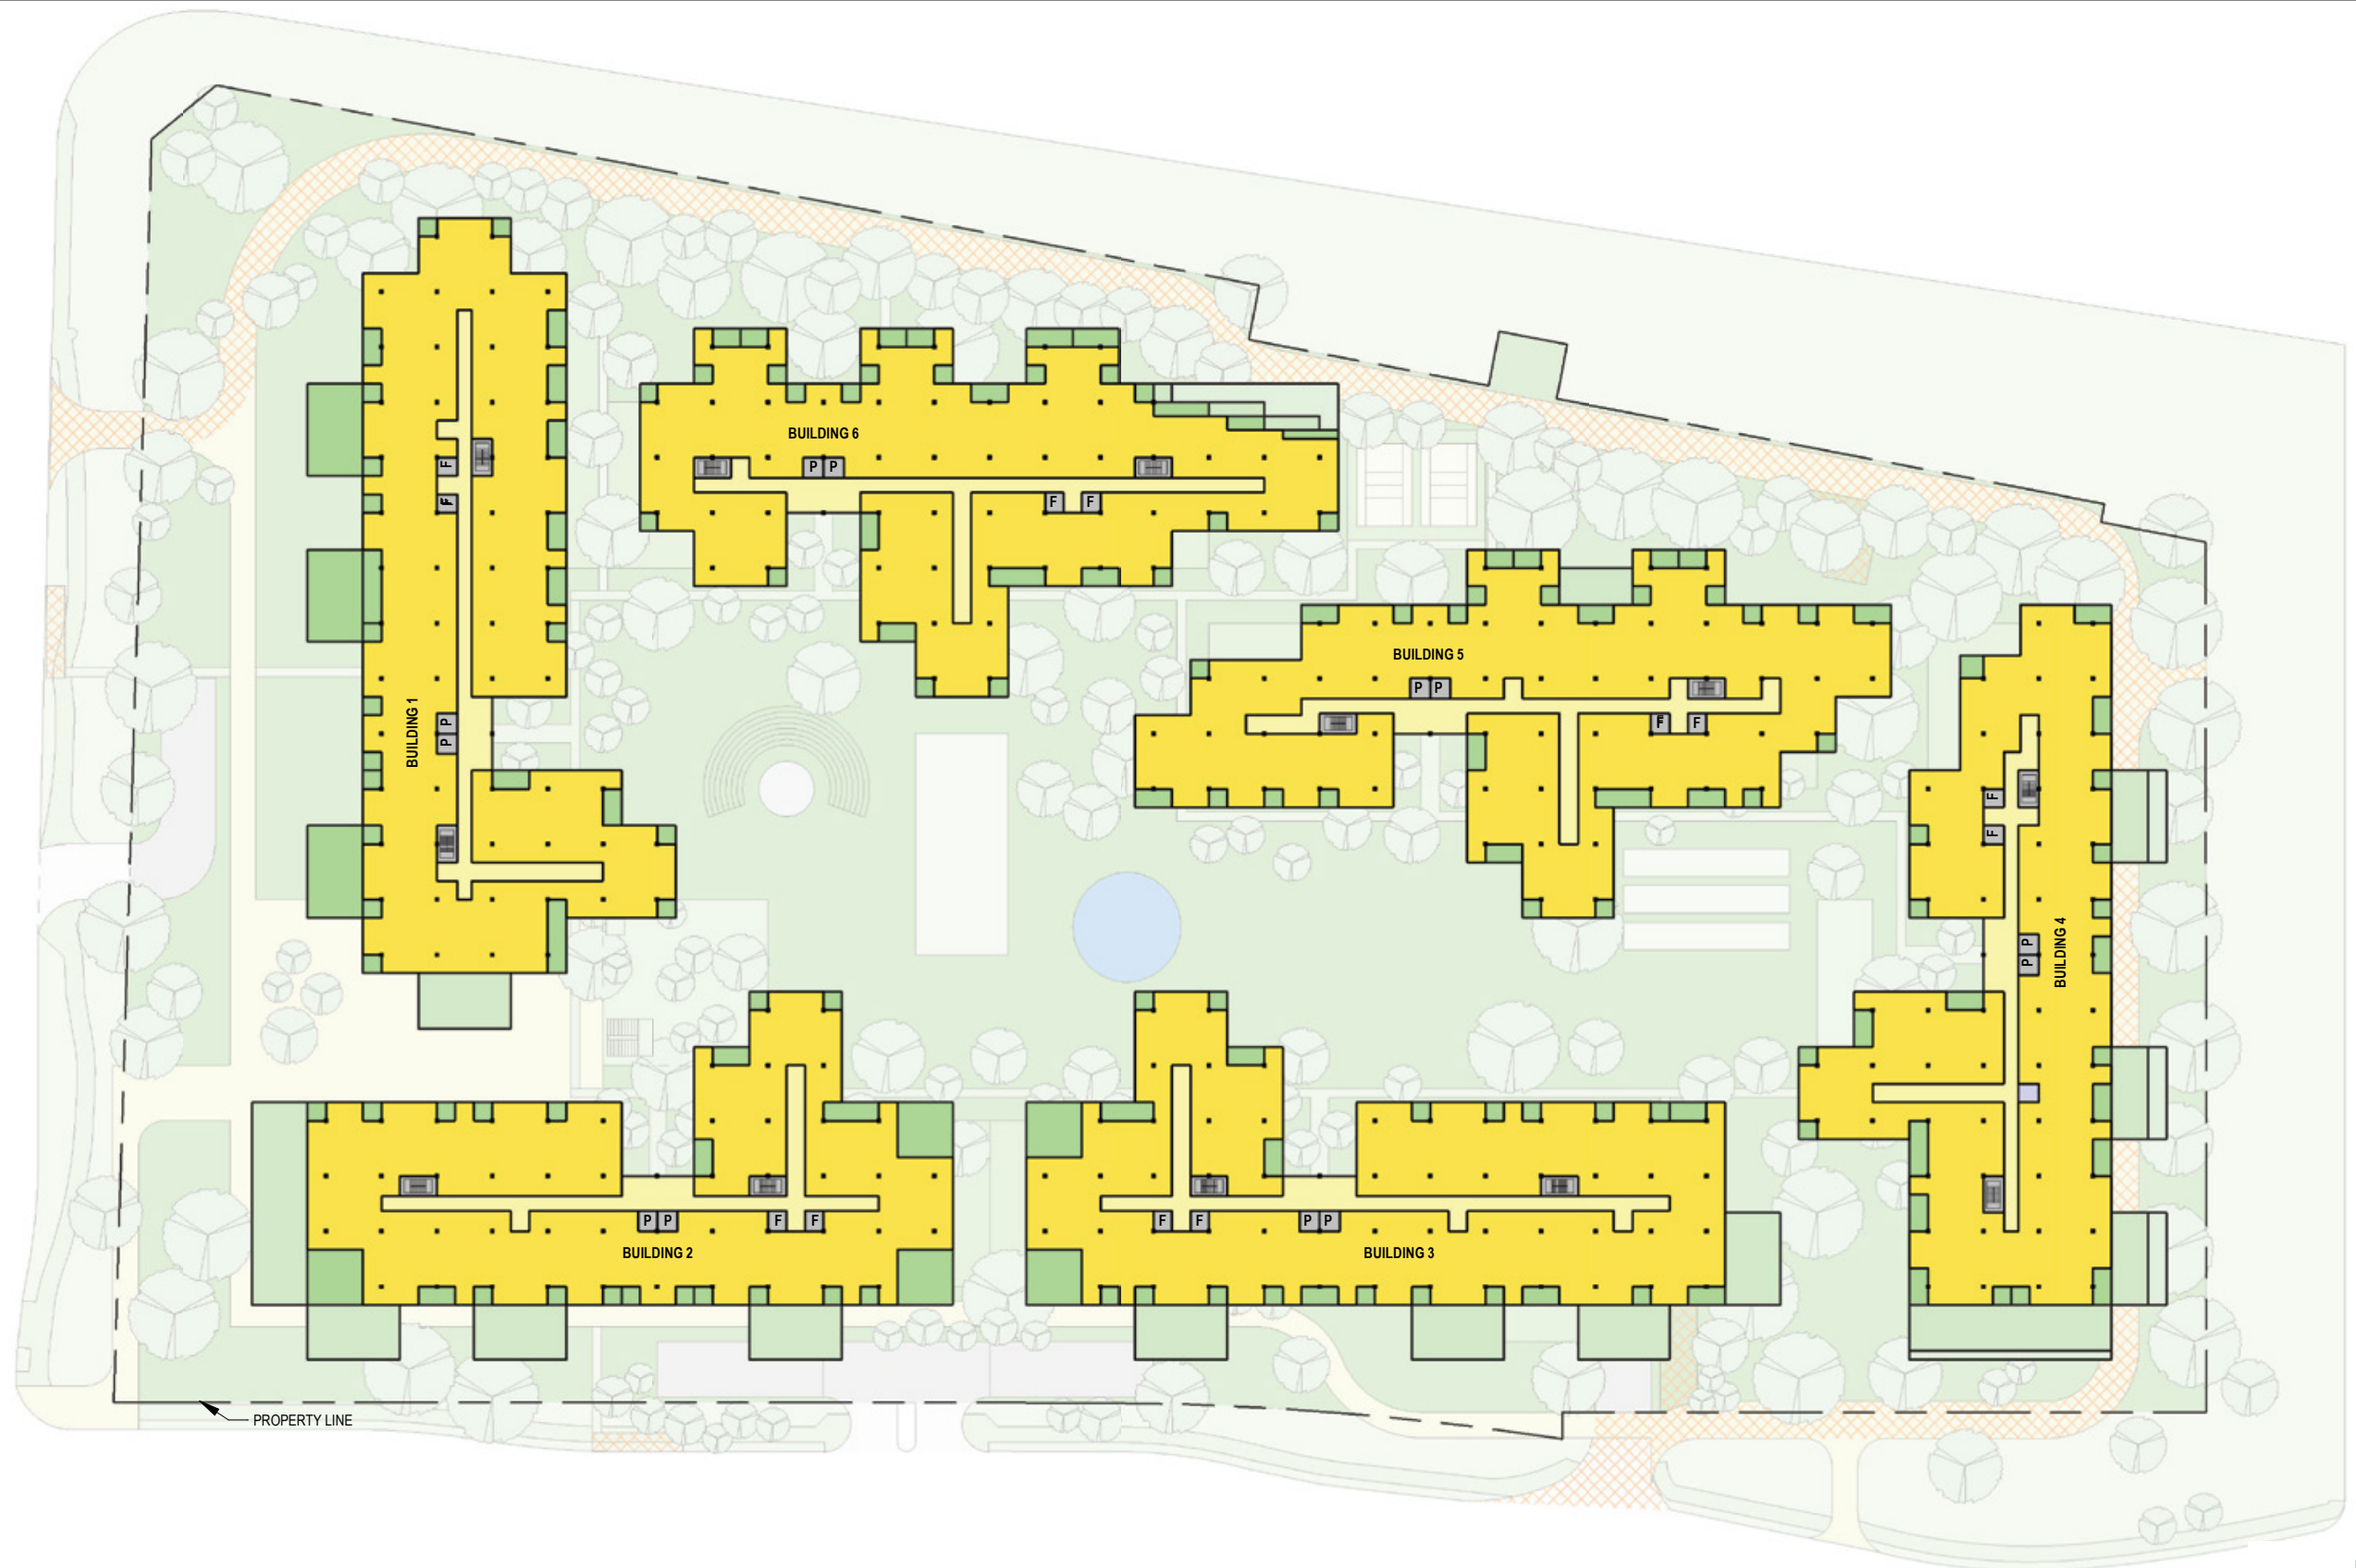 BUILDING 6
P P
F F
F
F
BUILDING 5
P P
F F
BUILDING 1
P
P
F
F
BUILDING 4
P
P
P P
F F
BUILDING 2
F F
P P
BUILDING 3
PROPERTY LINE